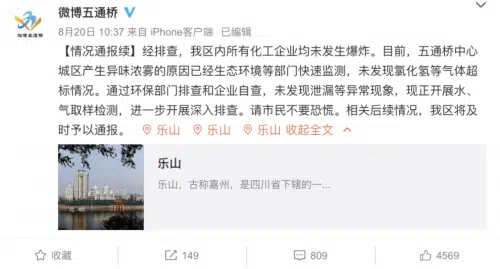 微博五通桥
8月20日 10:37 来自 iPhone客户端 已编辑
【情况通报续】经排查，我区内所有化工企业均未发生爆炸。目前，五通桥中心
城区产生异味浓雾的原因已经生态环境等部门快速监测，未发现氯化氢等气体超
标情况。通过环保部门排查和企业自查，未发现泄漏等异常现象，现正开展水、
气取样检测，进一步开展深入排查。请市民不要恐慌。相关后续情况，我区将及
时予以通报。 乐山 乐山 乐山 收起全文
乐山
乐山，古称嘉州，是四川省下辖的一...
收藏 149 809 4569